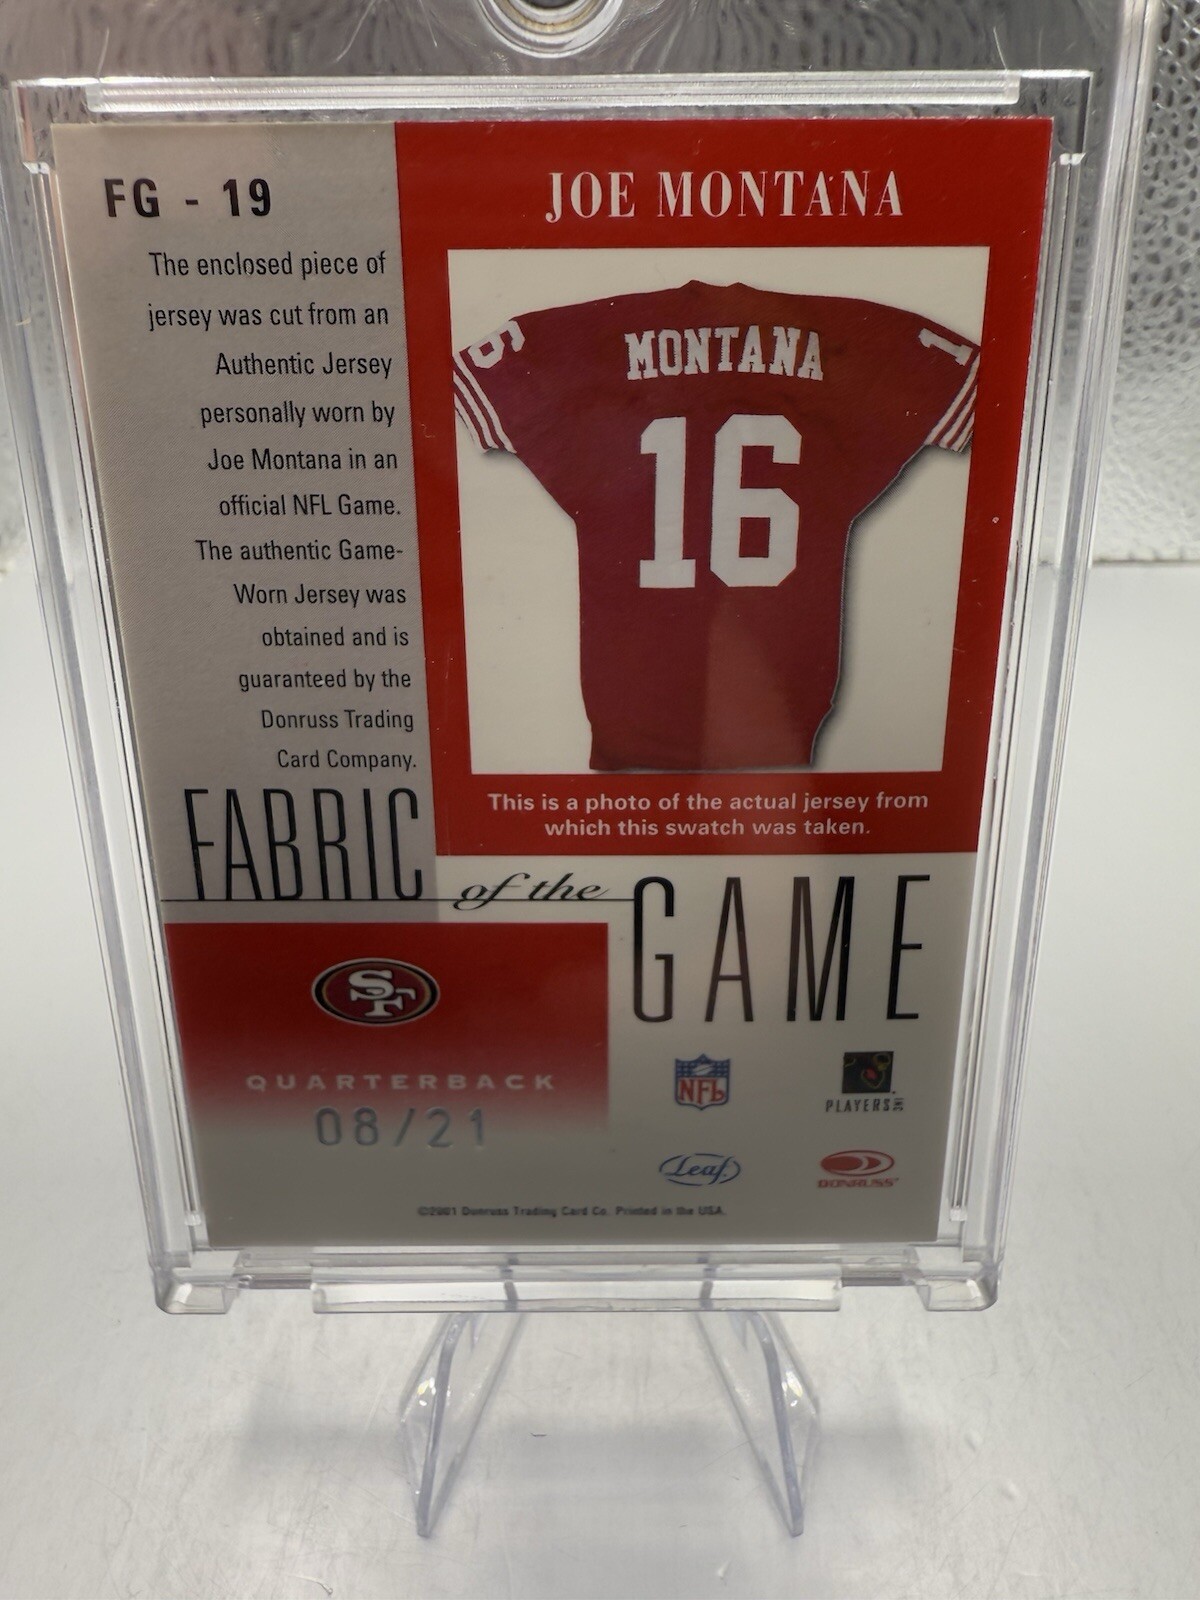 FG - 19
The enclosed piece of
jersey was cut from an
Authentic Jersey
personally worn by
Joe Montana in an
official NFL Game.
The authentic Game-
Worn Jersey was
obtained and is
guaranteed by the
Donruss Trading
Card Company.
JOE MONTANA
6
1
MONTANA
16
This is a photo of the actual jersey from
which this swatch was taken.
FABRIC of the GAME
SF
QUARTERBACK
08/21
NFL
PLAYERS INC
Leaf
DONRUSS
©2001 Donruss Trading Card Co. Printed in the USA.